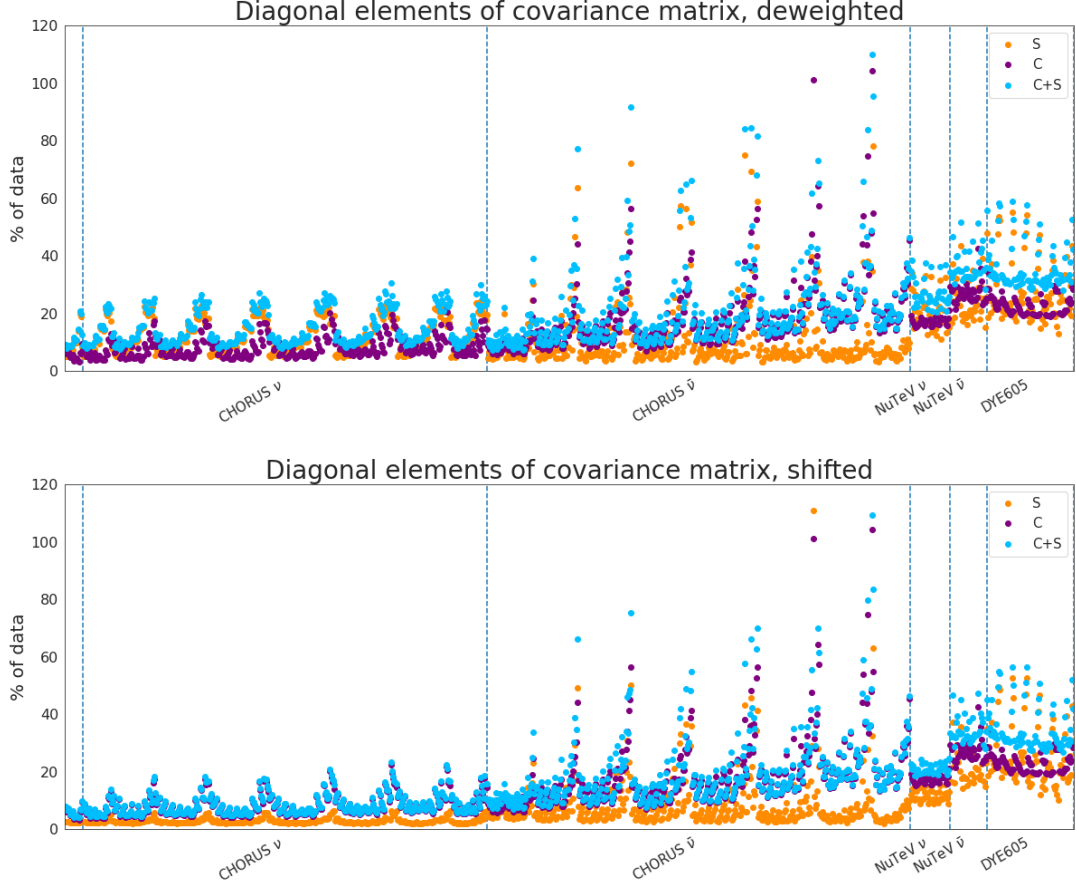 Diagonal elements of covariance matrix, deweighted
120
100
80
60
40
20
0
% of data
S
C
C+S
CHORUS ν
CHORUS ν̄
NuTeV ν
NuTeV ν̄
DYE605
Diagonal elements of covariance matrix, shifted
120
100
80
60
40
20
0
% of data
S
C
C+S
CHORUS ν
CHORUS ν̄
NuTeV ν
NuTeV ν̄
DYE605